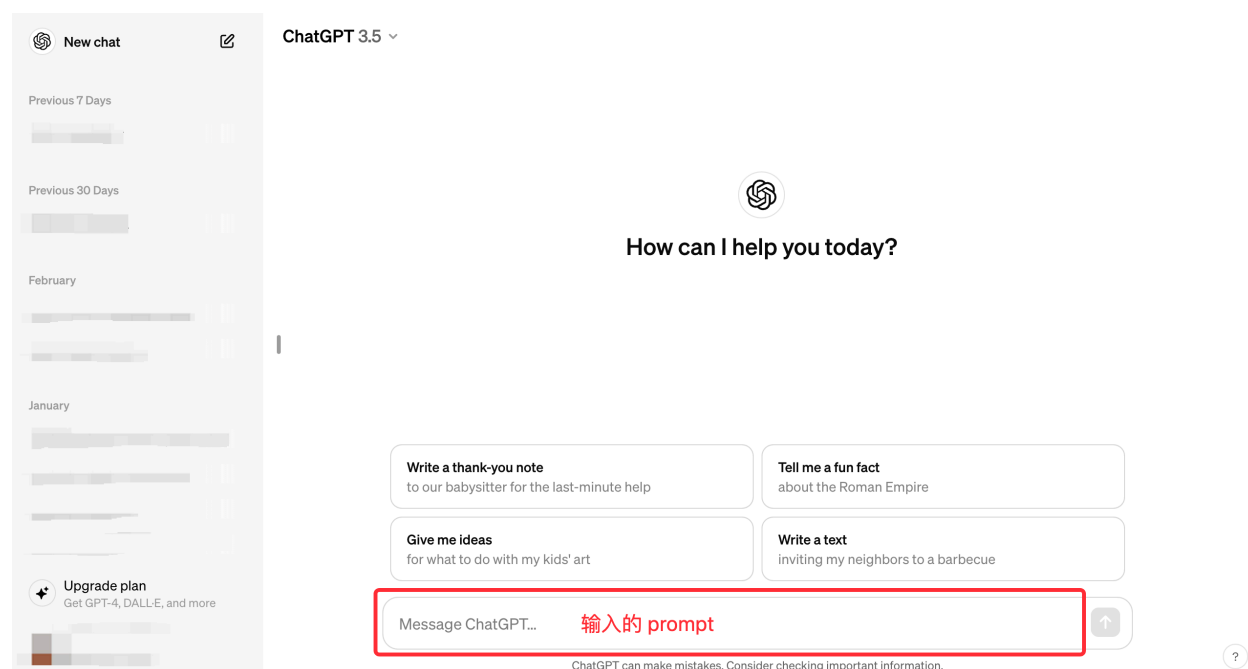 New chat
Previous 7 Days
Previous 30 Days
February
January
Upgrade plan
Get GPT-4, DALL·E, and more
ChatGPT 3.5
How can I help you today?
Write a thank-you note
to our babysitter for the last-minute help
Tell me a fun fact
about the Roman Empire
Give me ideas
for what to do with my kids' art
Write a text
inviting my neighbors to a barbecue
Message ChatGPT... 输入的 prompt
ChatGPT can make mistakes. Consider checking important information.
?